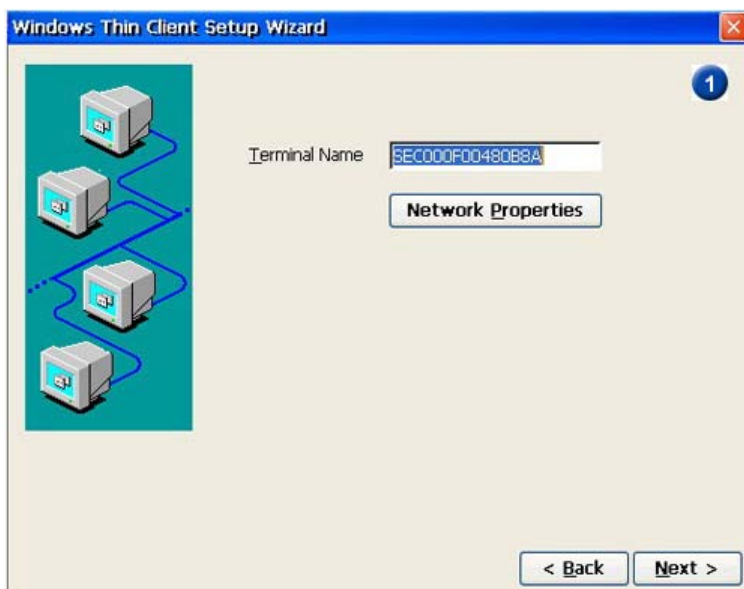 Windows Thin Client Setup Wizard
1
Terminal Name SEC000F00480B8A
Network Properties
< Back Next >